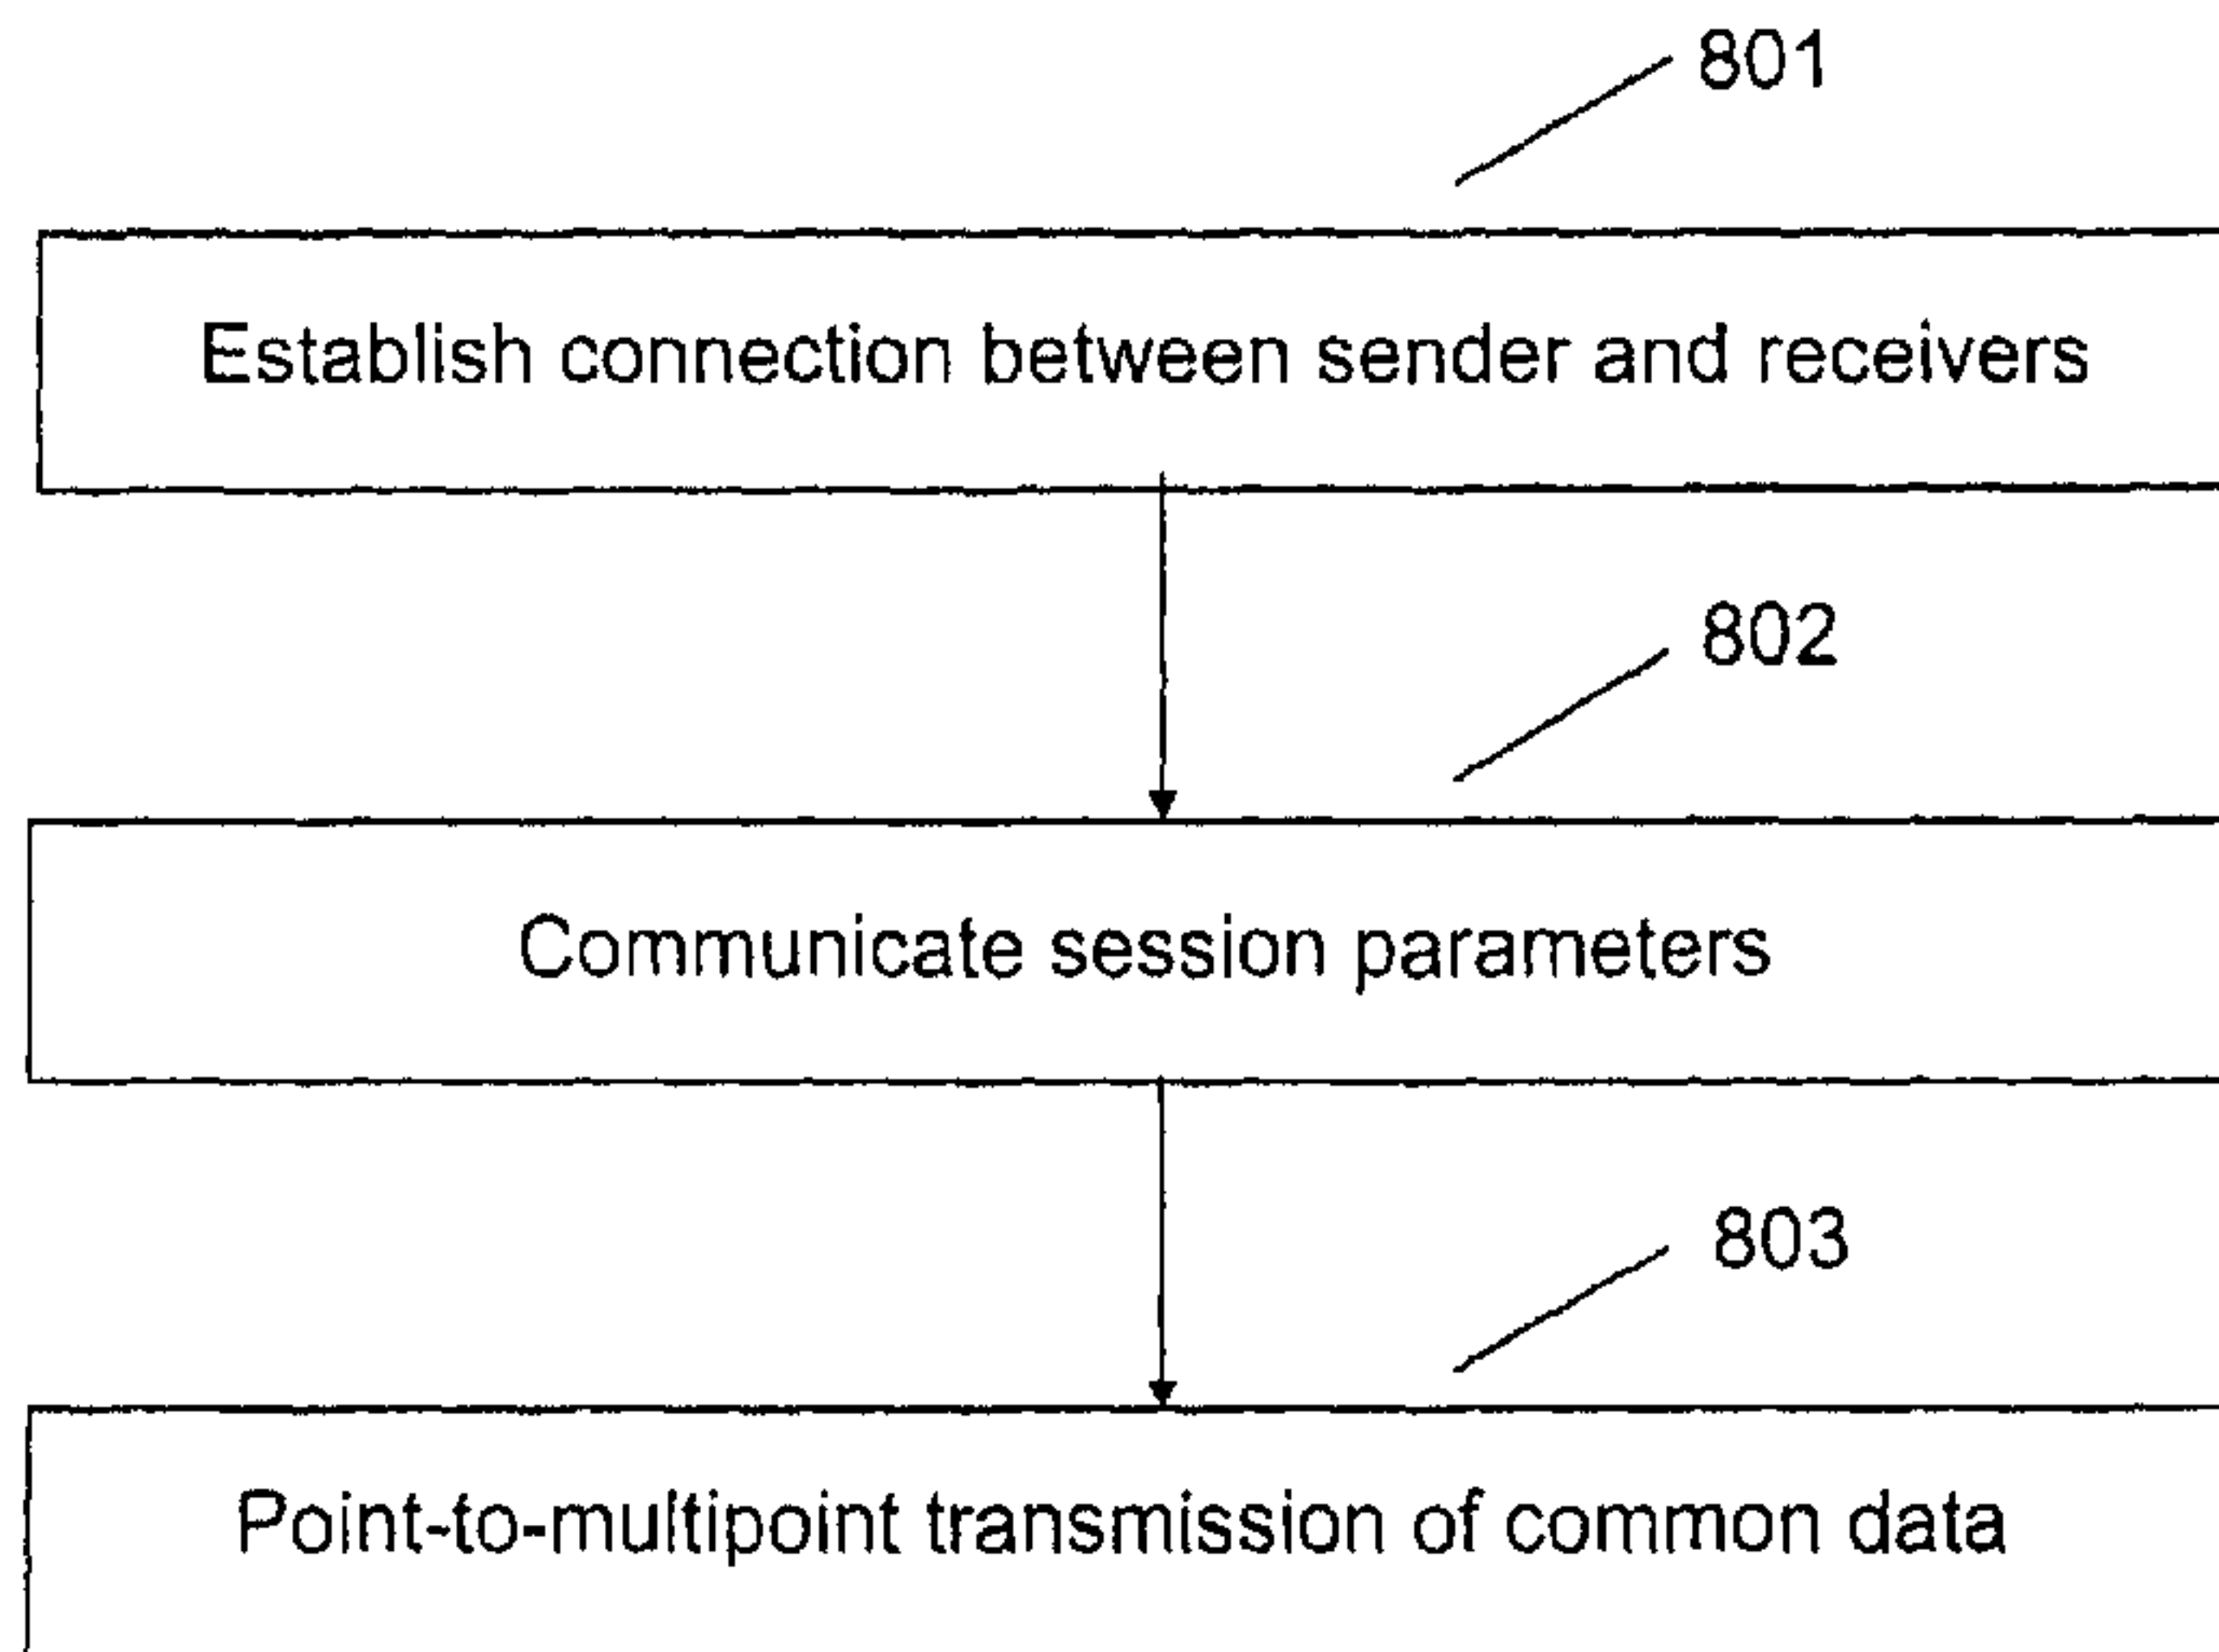 801
Establish connection between sender and receivers
802
Communicate session parameters
803
Point-to-multipoint transmission of common data